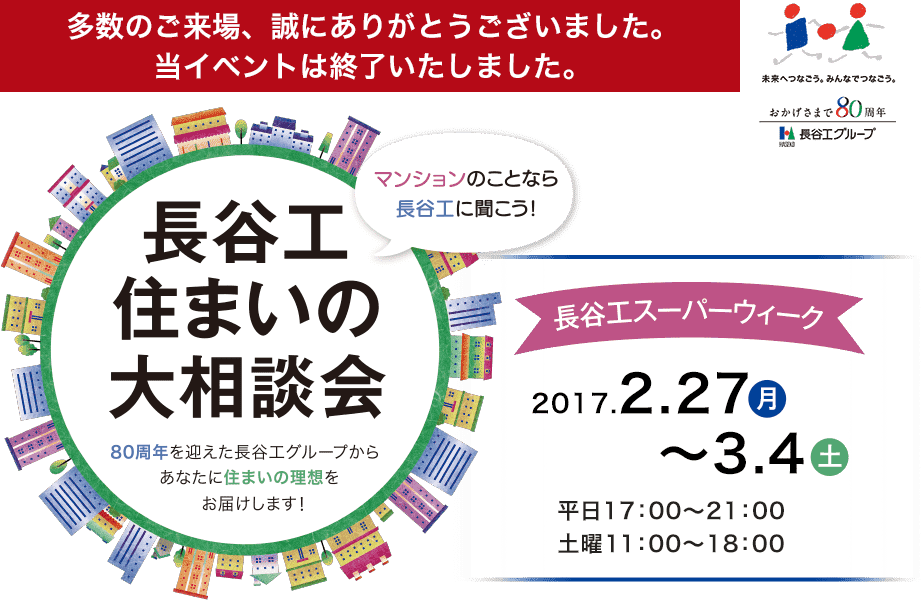 多数のご来場、誠にありがとうございました。
当イベントは終了いたしました。
未来へつなごう。みんなでつなごう。
おかげさまで80周年
HASEKO
長谷工グループ
マンションのことなら
長谷工に聞こう!
長谷工
住まいの
大相談会
80周年を迎えた長谷工グループから
あなたに住まいの理想を
お届けします!
長谷工スーパーウィーク
2017.2.27月
〜3.4土
平日17:00〜21:00
土曜11:00〜18:00